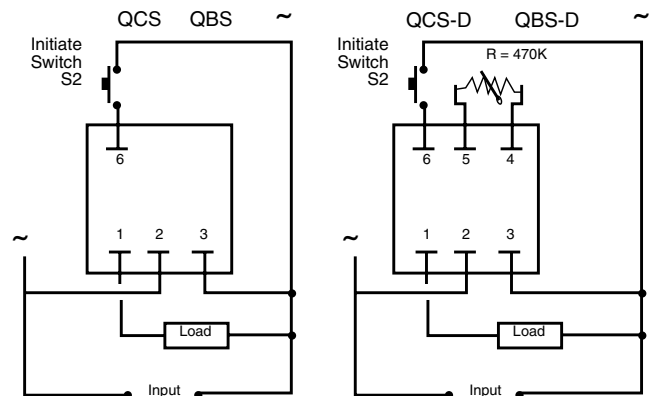 QCS QBS ~
Initiate
Switch
S2
6
1 2 3
~
Load
Input
QCS-D QBS-D ~
Initiate
Switch
S2
R = 470K
6 5 4
1 2 3
~
Load
Input